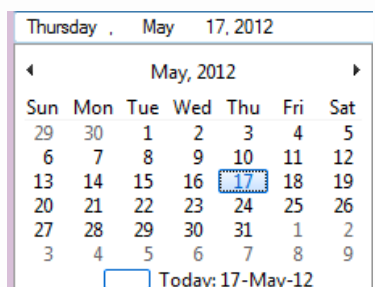 Thursday , May 17, 2012
May, 2012
Sun Mon Tue Wed Thu Fri Sat
29 30 1 2 3 4 5
6 7 8 9 10 11 12
13 14 15 16 17 18 19
20 21 22 23 24 25 26
27 28 29 30 31 1 2
3 4 5 6 7 8 9
Today: 17-May-12